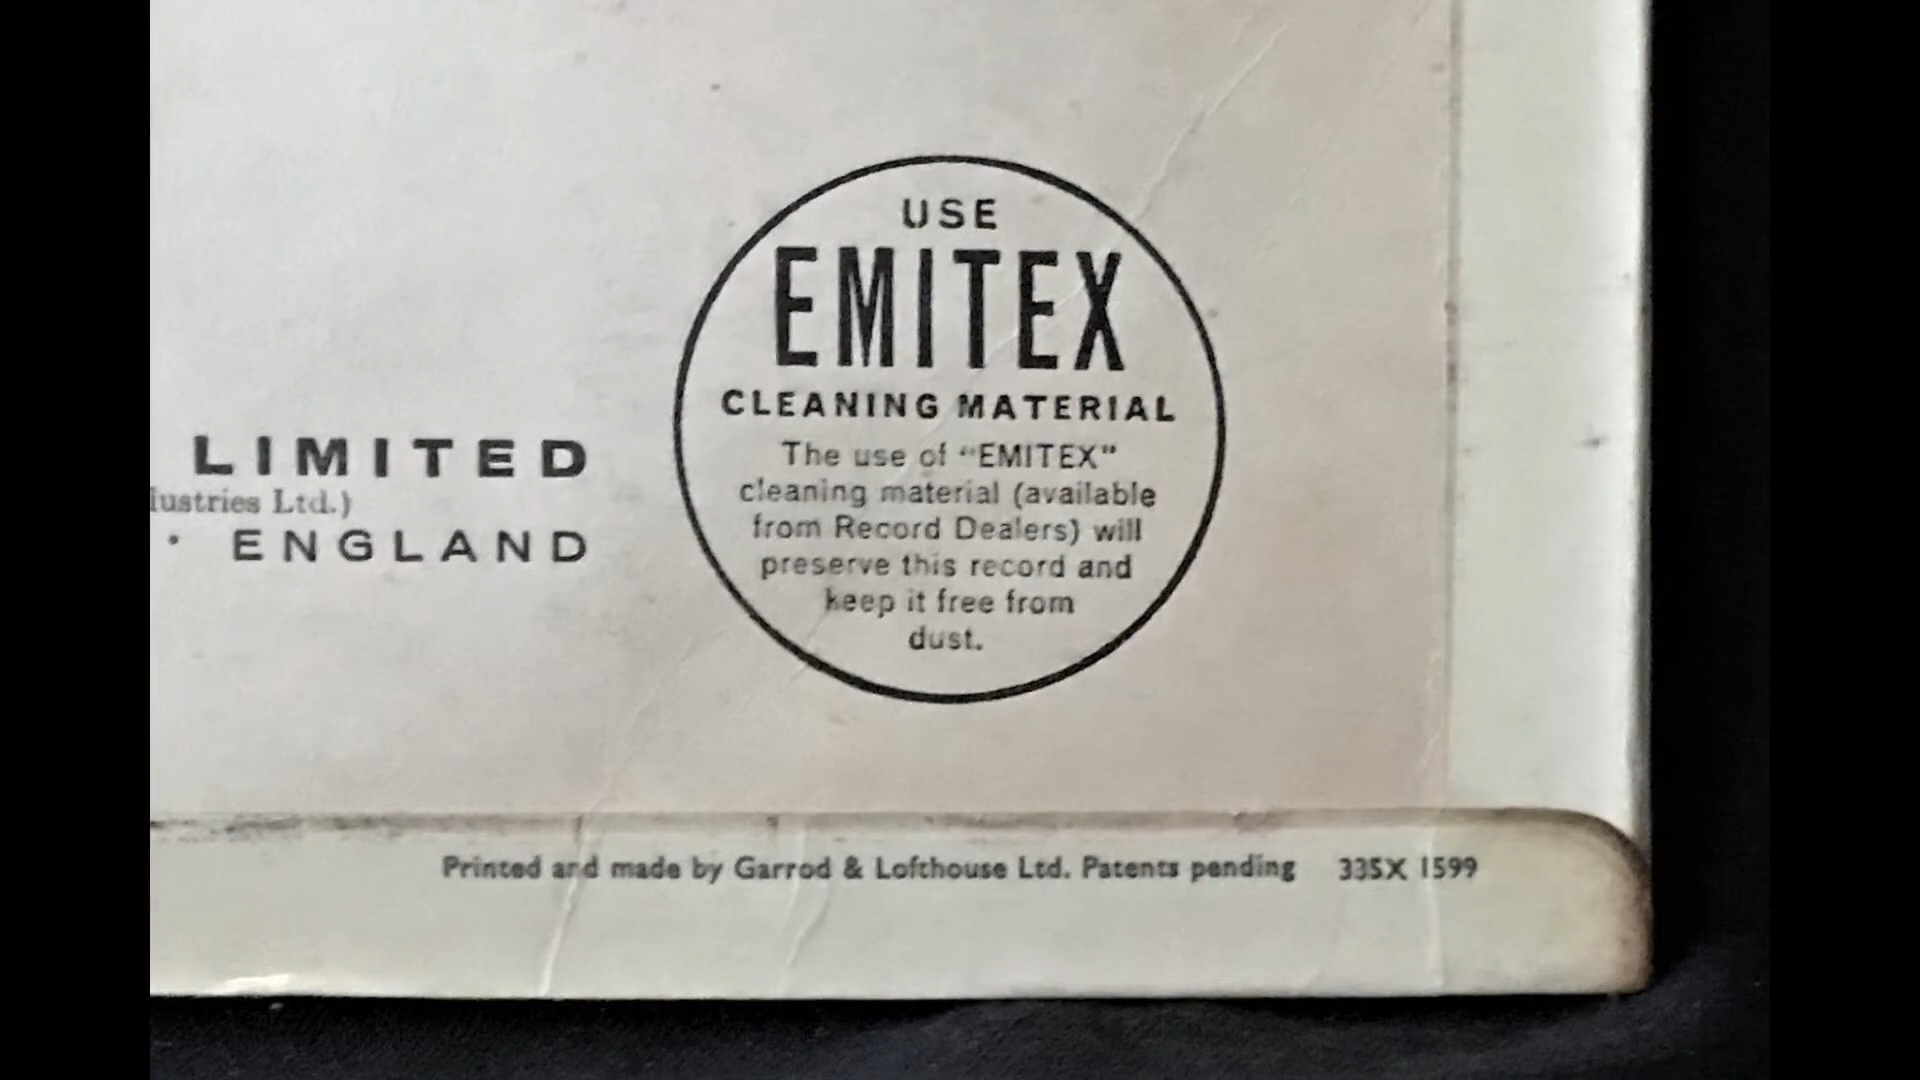 USE
EMITEX
CLEANING MATERIAL
The use of “EMITEX”
cleaning material (available
from Record Dealers) will
preserve this record and
keep it free from
dust.
LIMITED
dustries Ltd.)
· ENGLAND
Printed and made by Garrod & Lofthouse Ltd. Patents pending 33SX 1599